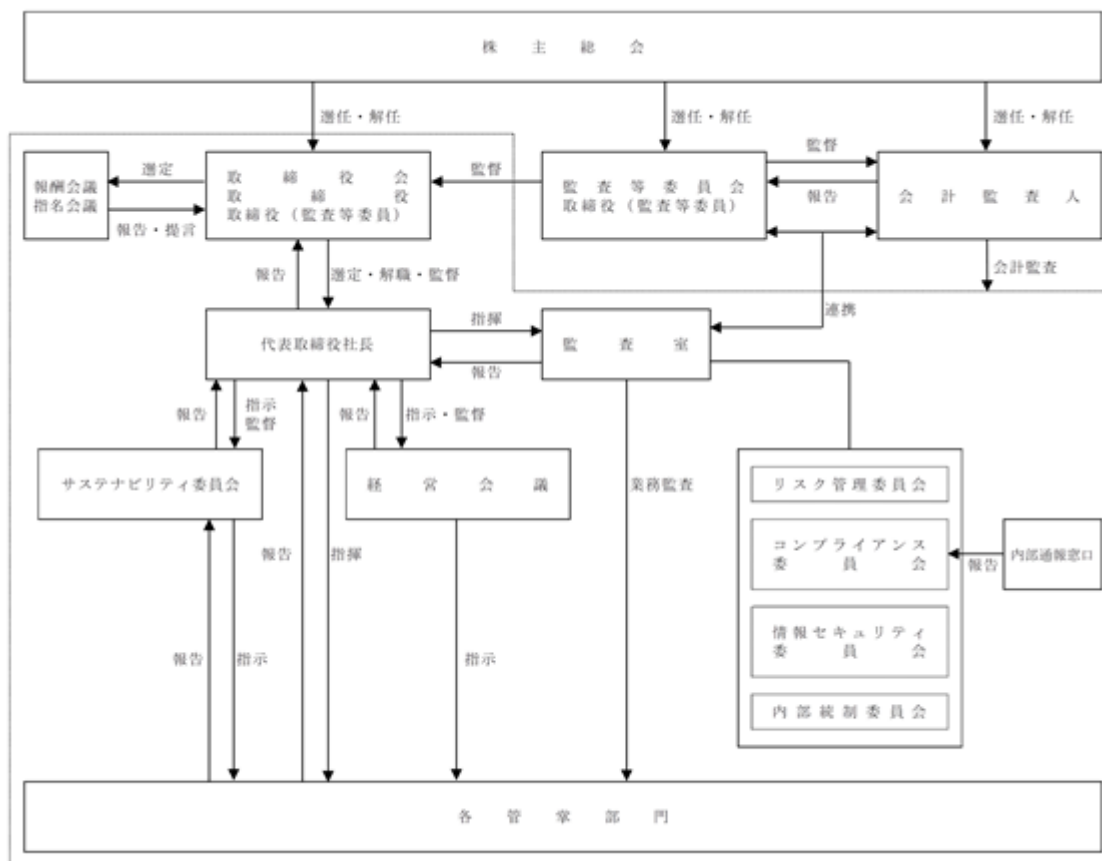 株主総会
選任・解任
選任・解任
選任・解任
報酬会議
指名会議
選定
報告・提言
取締役会
取締役
取締役（監査等委員）
監督
監査等委員会
取締役（監査等委員）
監督
報告
会計監査人
会計監査
連携
報告
選定・解職・監督
代表取締役社長
指揮
報告
監査室
報告
指示
監督
報告
指示・監督
サステナビリティ委員会
経営会議
業務監査
リスク管理委員会
コンプライアンス
委員会
情報セキュリティ
委員会
内部統制委員会
報告
内部通報窓口
報告
指揮
報告
指示
指示
各管掌部門